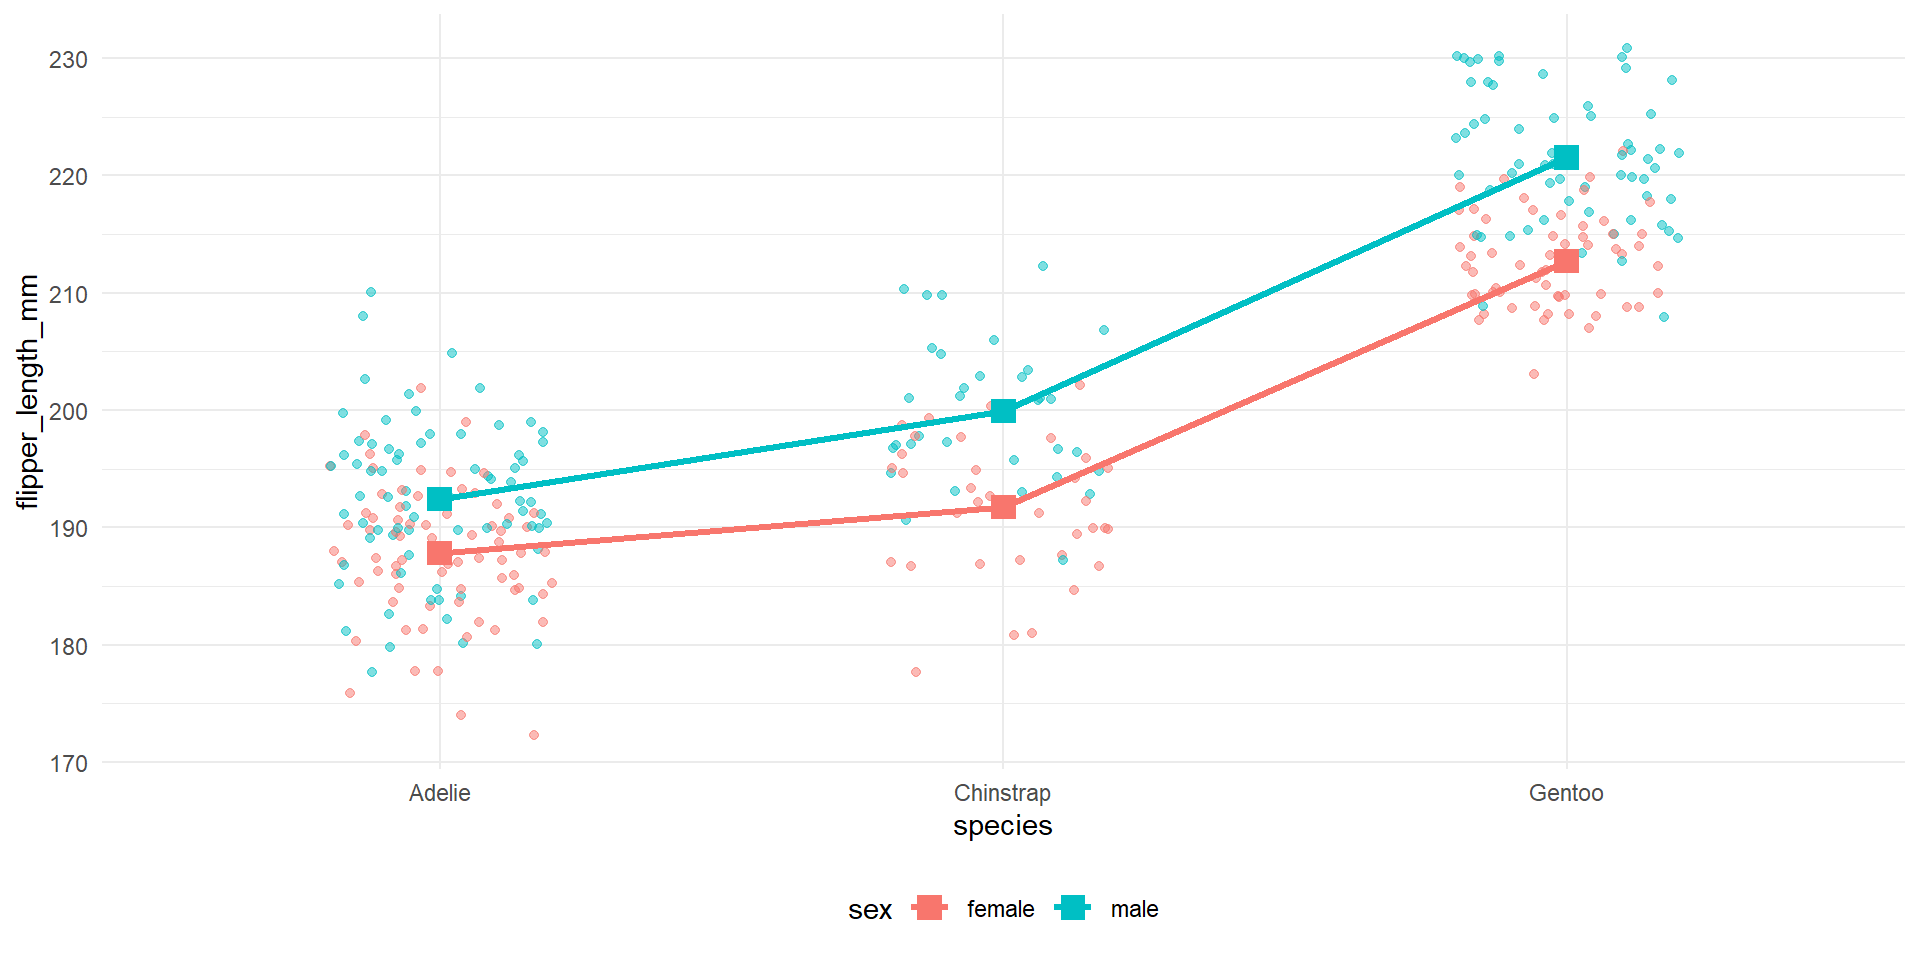 flipper_length_mm
230
220
210
200
190
180
170
Adelie Chinstrap Gentoo
species
sex female male